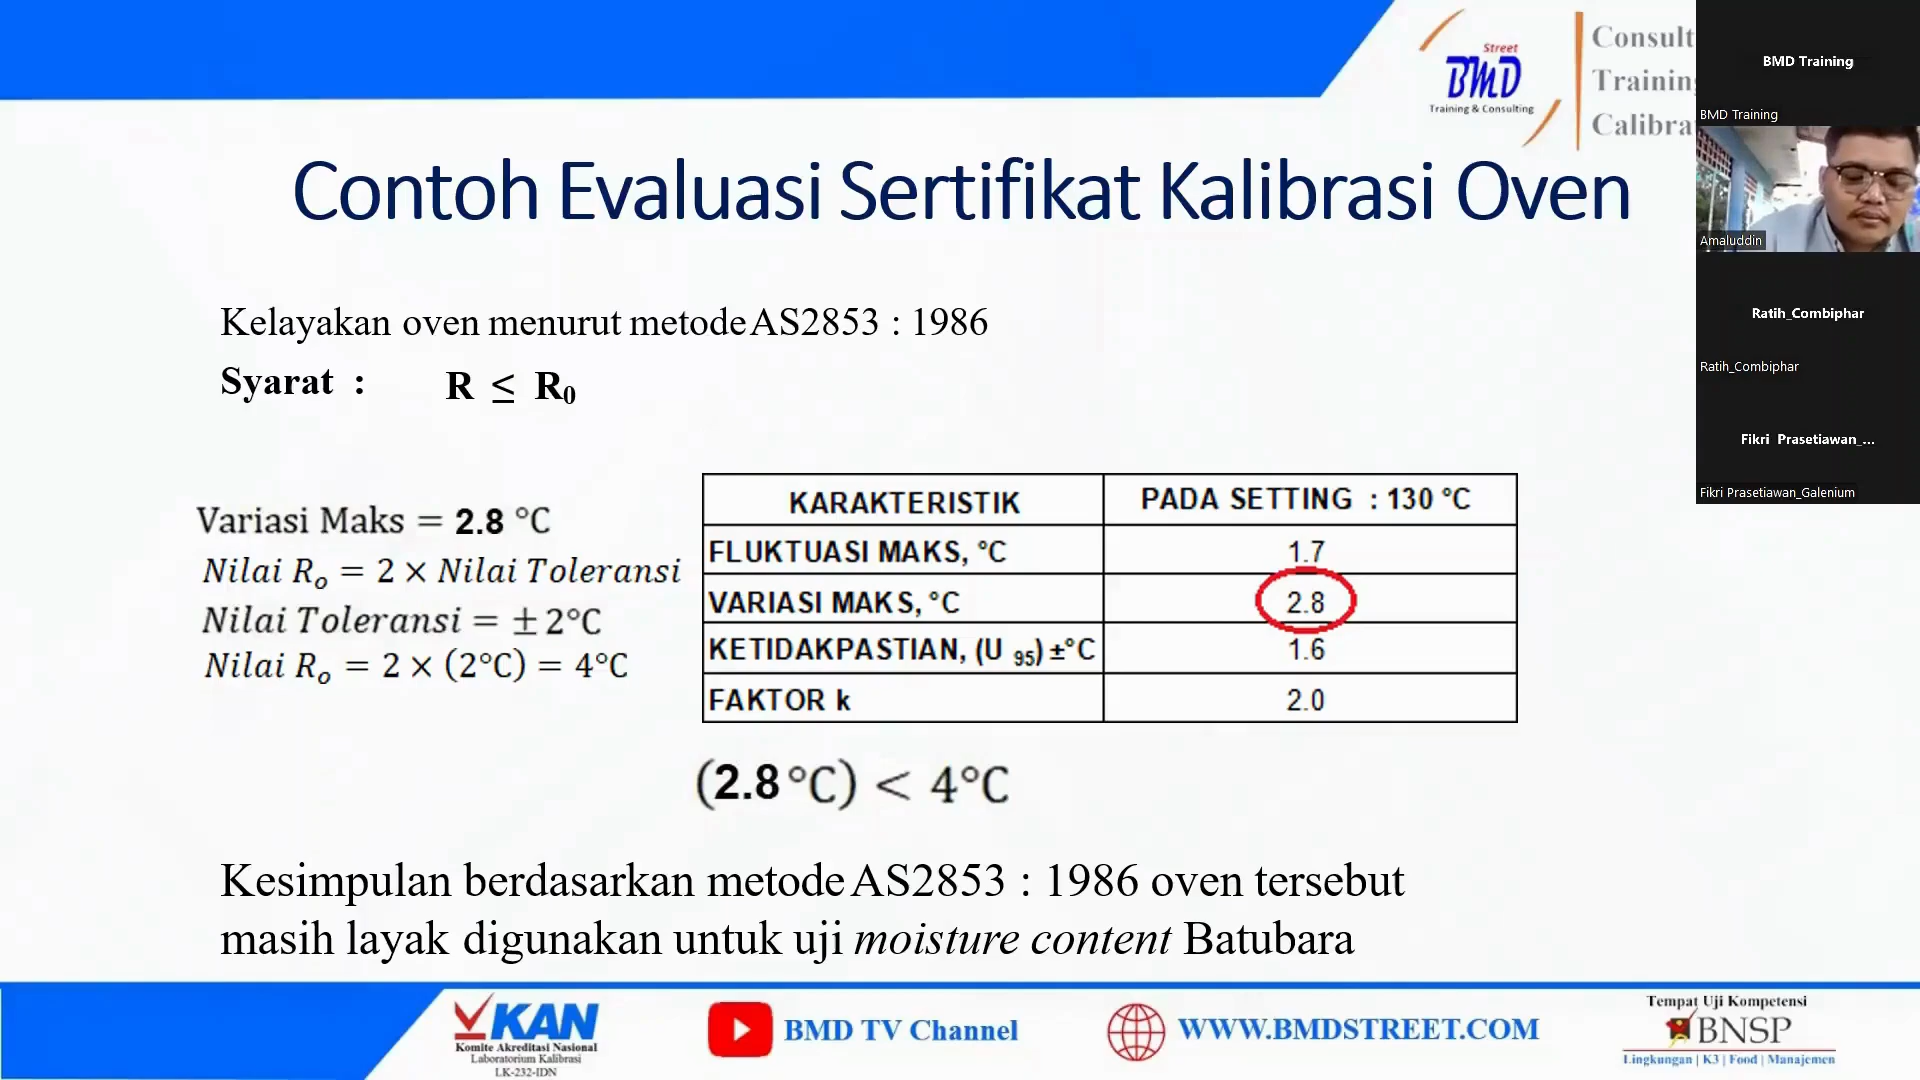 Street
BMD
Training & Consulting
Consult
Trainin
Calibra
BMD Training
BMD Training
Amaluddin
Ratih_Combiphar
Ratih_Combiphar
Fikri Prasetiawan_...
Fikri Prasetiawan_Galenium
Contoh Evaluasi Sertifikat Kalibrasi Oven
Kelayakan oven menurut metode AS2853 : 1986
Syarat : R ≤ R₀
Variasi Maks = 2.8 °C
Nilai Rₒ = 2 × Nilai Toleransi
Nilai Toleransi = ± 2°C
Nilai Rₒ = 2 × (2°C) = 4°C
KARAKTERISTIK PADA SETTING : 130 °C
FLUKTUASI MAKS, °C 1.7
VARIASI MAKS, °C 2.8
KETIDAKPASTIAN, (U 95) ±°C 1.6
FAKTOR k 2.0
(2.8 °C) < 4°C
Kesimpulan berdasarkan metode AS2853 : 1986 oven tersebut
masih layak digunakan untuk uji moisture content Batubara
KAN
Komite Akreditasi Nasional
Laboratorium Kalibrasi
LK-232-IDN
BMD TV Channel
WWW.BMDSTREET.COM
Tempat Uji Kompetensi
BNSP
Lingkungan | K3 | Food | Manajemen